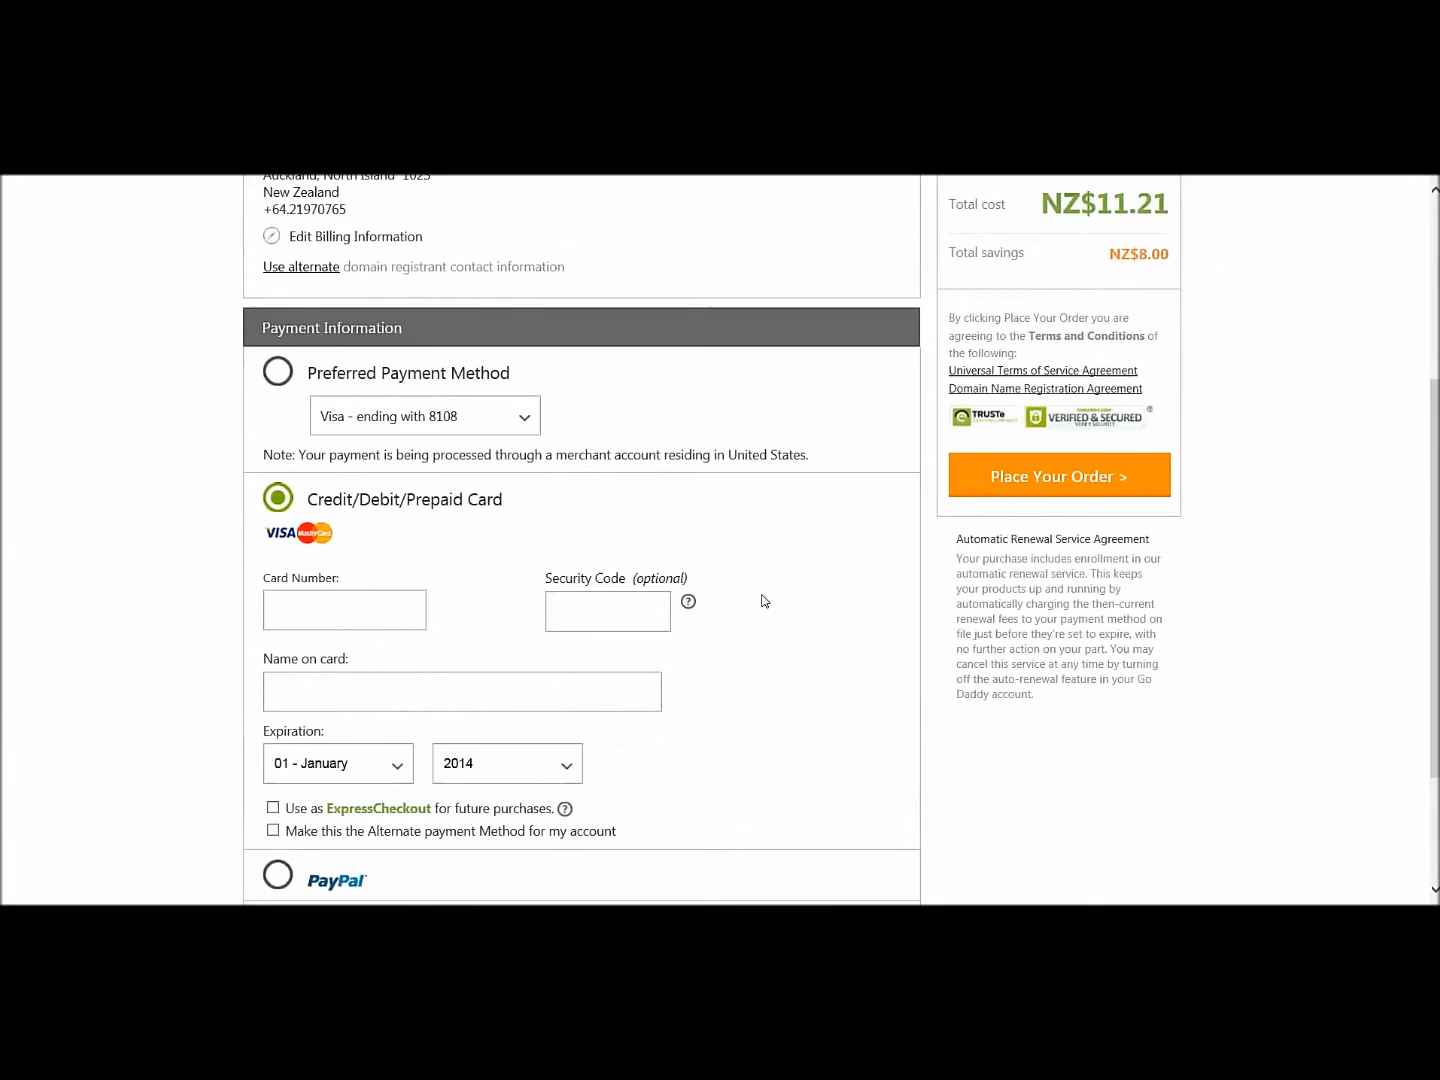 Auckland, North Island 1023
New Zealand
+64.21970765
Edit Billing Information
Use alternate domain registrant contact information
Payment Information
Preferred Payment Method
Visa - ending with 8108
Note: Your payment is being processed through a merchant account residing in United States.
Credit/Debit/Prepaid Card
VISA MasterCard
Card Number:
Security Code (optional)
Name on card:
Expiration:
01 - January
2014
Use as ExpressCheckout for future purchases.
Make this the Alternate payment Method for my account
PayPal
Total cost NZ$11.21
Total savings NZ$8.00
By clicking Place Your Order you are
agreeing to the Terms and Conditions of
the following:
Universal Terms of Service Agreement
Domain Name Registration Agreement
TRUSTe
VERIFIED & SECURED
VERIFY SECURITY
Place Your Order >
Automatic Renewal Service Agreement
Your purchase includes enrollment in our
automatic renewal service. This keeps
your products up and running by
automatically charging the then-current
renewal fees to your payment method on
file just before they're set to expire, with
no further action on your part. You may
cancel this service at any time by turning
off the auto-renewal feature in your Go
Daddy account.